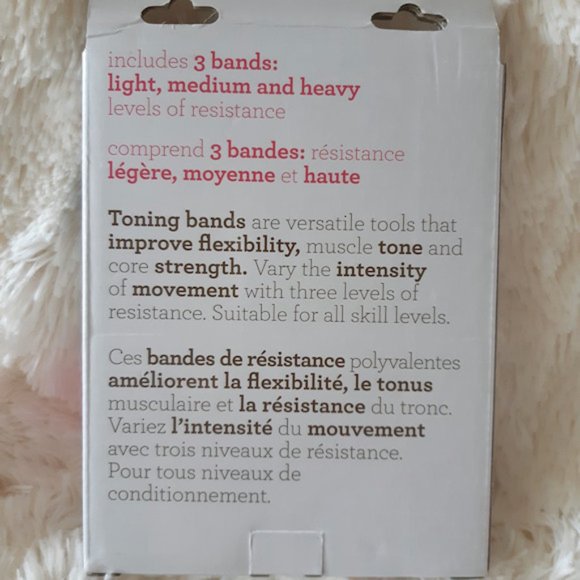 includes 3 bands:
light, medium and heavy
levels of resistance
comprend 3 bandes: résistance
légère, moyenne et haute
Toning bands are versatile tools that
improve flexibility, muscle tone and
core strength. Vary the intensity
of movement with three levels of
resistance. Suitable for all skill levels.
Ces bandes de résistance polyvalentes
améliorent la flexibilité, le tonus
musculaire et la résistance du tronc.
Variez l'intensité du mouvement
avec trois niveaux de résistance.
Pour tous niveaux de
conditionnement.